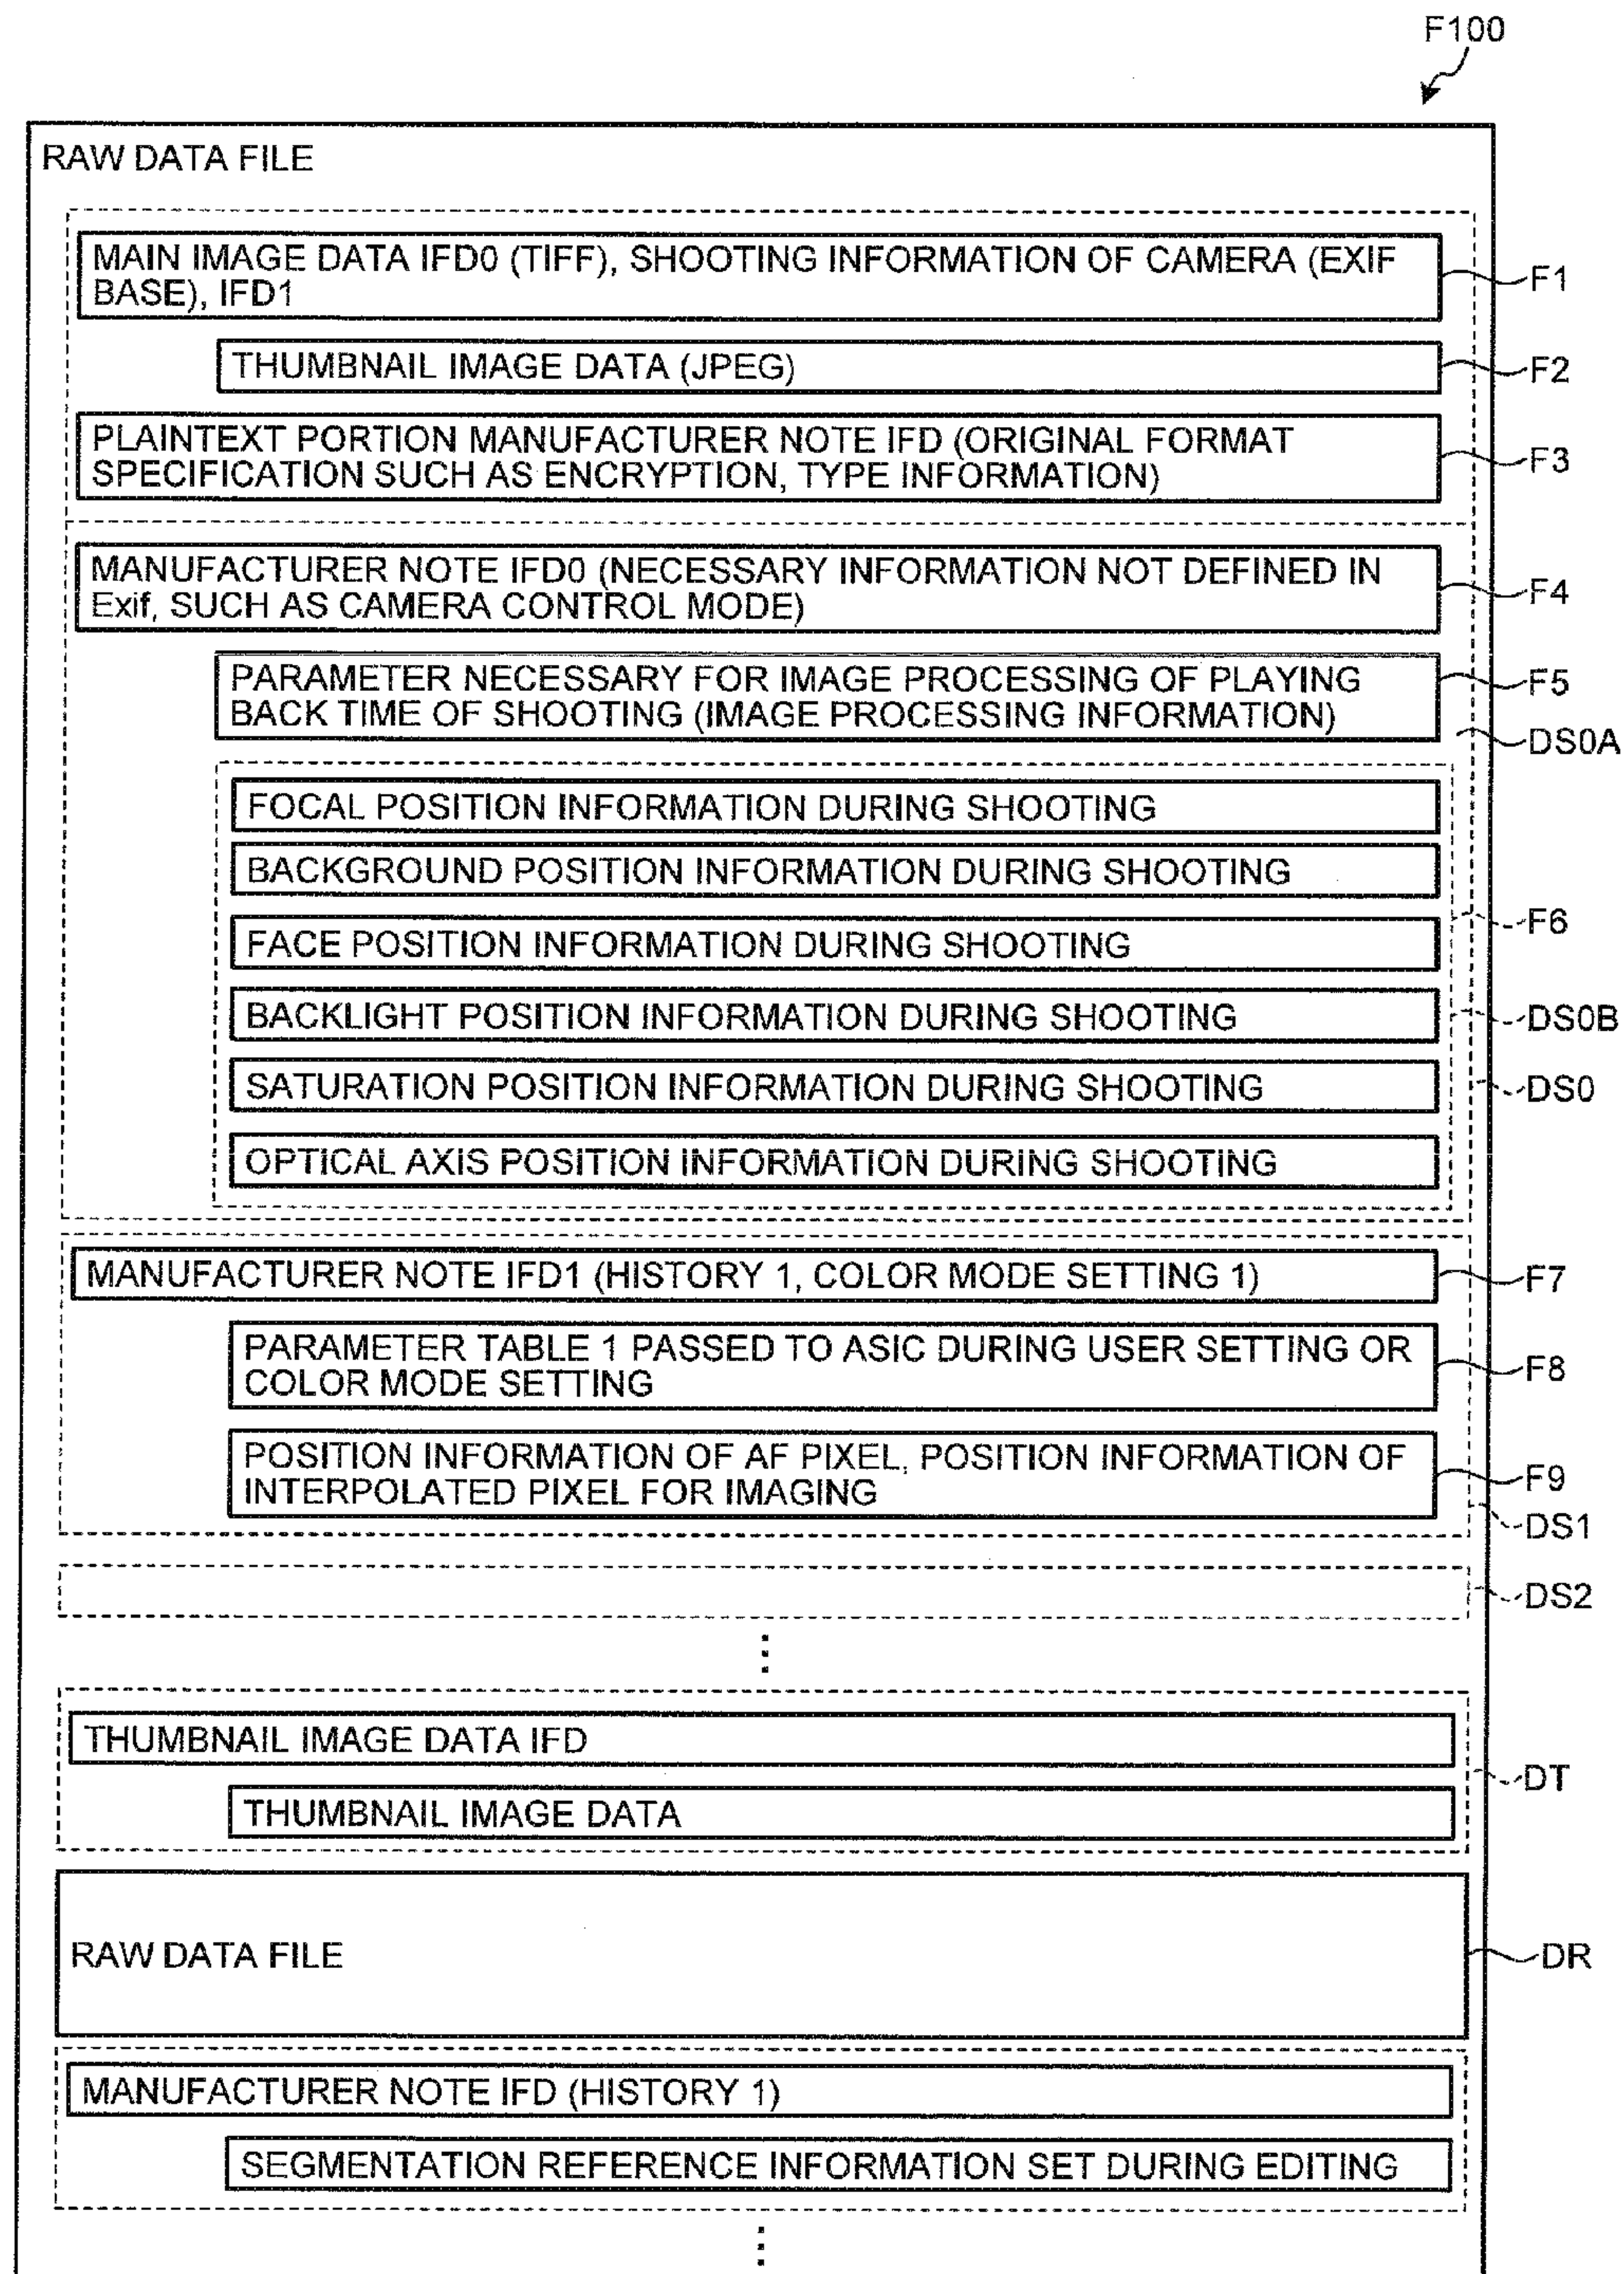 F100
RAW DATA FILE
MAIN IMAGE DATA IFD0 (TIFF), SHOOTING INFORMATION OF CAMERA (EXIF
BASE), IFD1
F1
THUMBNAIL IMAGE DATA (JPEG)
F2
PLAINTEXT PORTION MANUFACTURER NOTE IFD (ORIGINAL FORMAT
SPECIFICATION SUCH AS ENCRYPTION, TYPE INFORMATION)
F3
MANUFACTURER NOTE IFD0 (NECESSARY INFORMATION NOT DEFINED IN
Exif, SUCH AS CAMERA CONTROL MODE)
F4
PARAMETER NECESSARY FOR IMAGE PROCESSING OF PLAYING
BACK TIME OF SHOOTING (IMAGE PROCESSING INFORMATION)
F5
DS0A
FOCAL POSITION INFORMATION DURING SHOOTING
BACKGROUND POSITION INFORMATION DURING SHOOTING
FACE POSITION INFORMATION DURING SHOOTING
F6
BACKLIGHT POSITION INFORMATION DURING SHOOTING
DS0B
SATURATION POSITION INFORMATION DURING SHOOTING
DS0
OPTICAL AXIS POSITION INFORMATION DURING SHOOTING
MANUFACTURER NOTE IFD1 (HISTORY 1, COLOR MODE SETTING 1)
F7
PARAMETER TABLE 1 PASSED TO ASIC DURING USER SETTING OR
COLOR MODE SETTING
F8
POSITION INFORMATION OF AF PIXEL, POSITION INFORMATION OF
INTERPOLATED PIXEL FOR IMAGING
F9
DS1
DS2
THUMBNAIL IMAGE DATA IFD
DT
THUMBNAIL IMAGE DATA
RAW DATA FILE
DR
MANUFACTURER NOTE IFD (HISTORY 1)
SEGMENTATION REFERENCE INFORMATION SET DURING EDITING